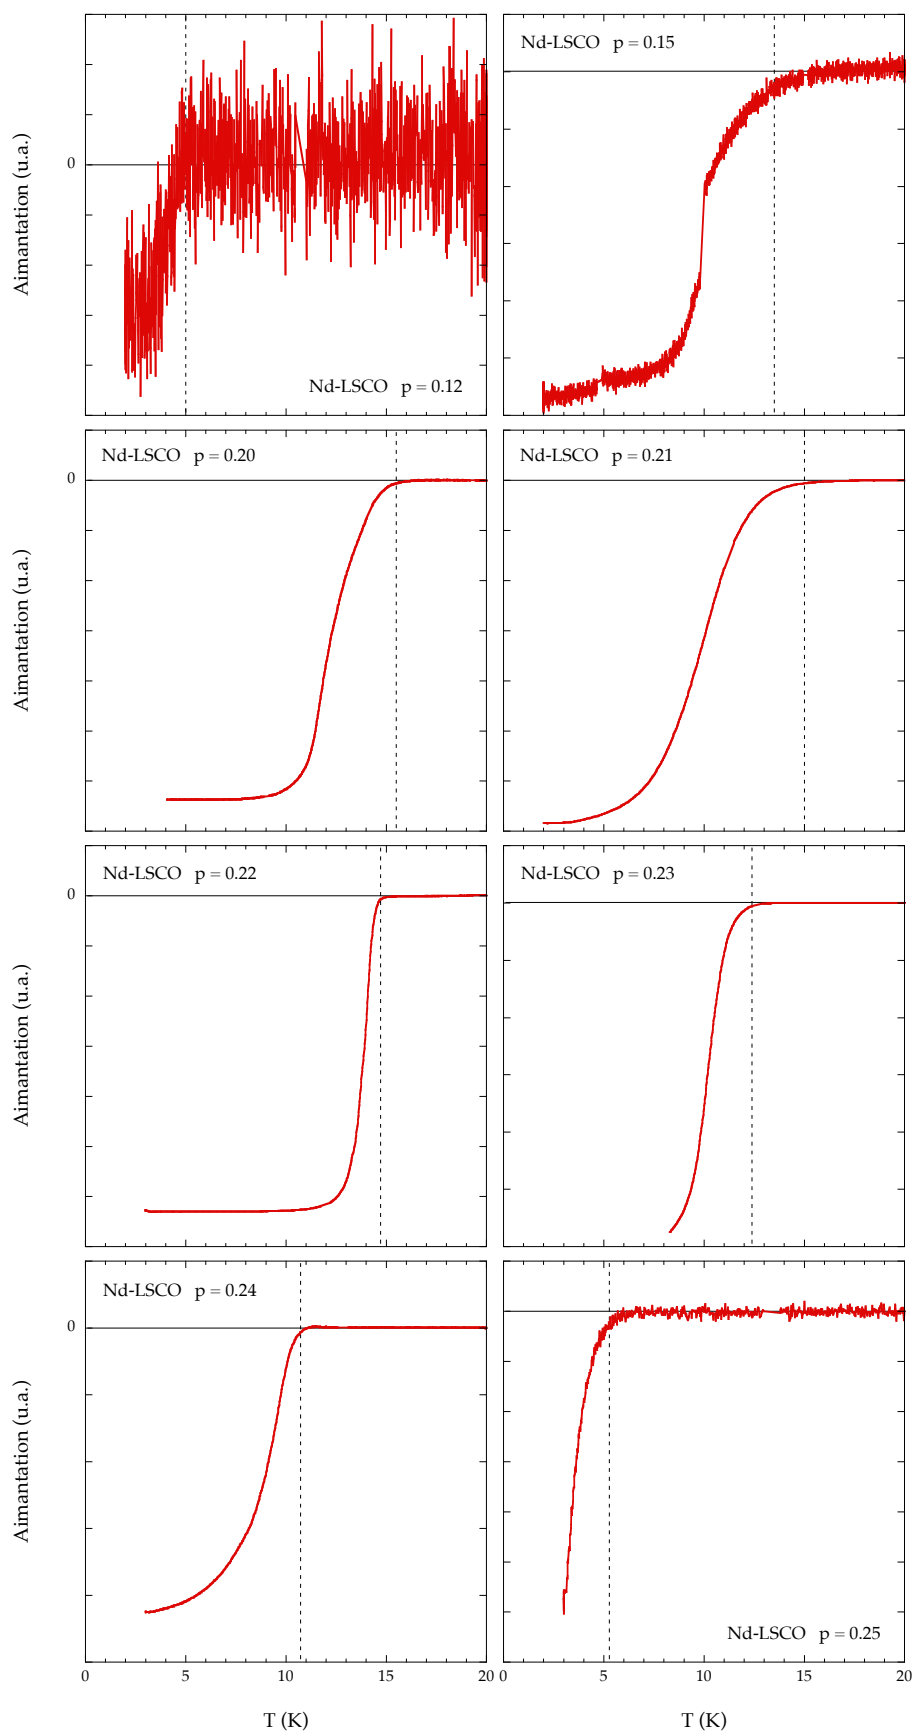 Nd-LSCO p = 0.15
Aimantation (u.a.)
0
Nd-LSCO p = 0.12
Nd-LSCO p = 0.20
Nd-LSCO p = 0.21
0
Aimantation (u.a.)
Nd-LSCO p = 0.22
Nd-LSCO p = 0.23
0
Aimantation (u.a.)
Nd-LSCO p = 0.24
0
Aimantation (u.a.)
Nd-LSCO p = 0.25
0 5 10 15 20 0 5 10 15 20
T (K) T (K)